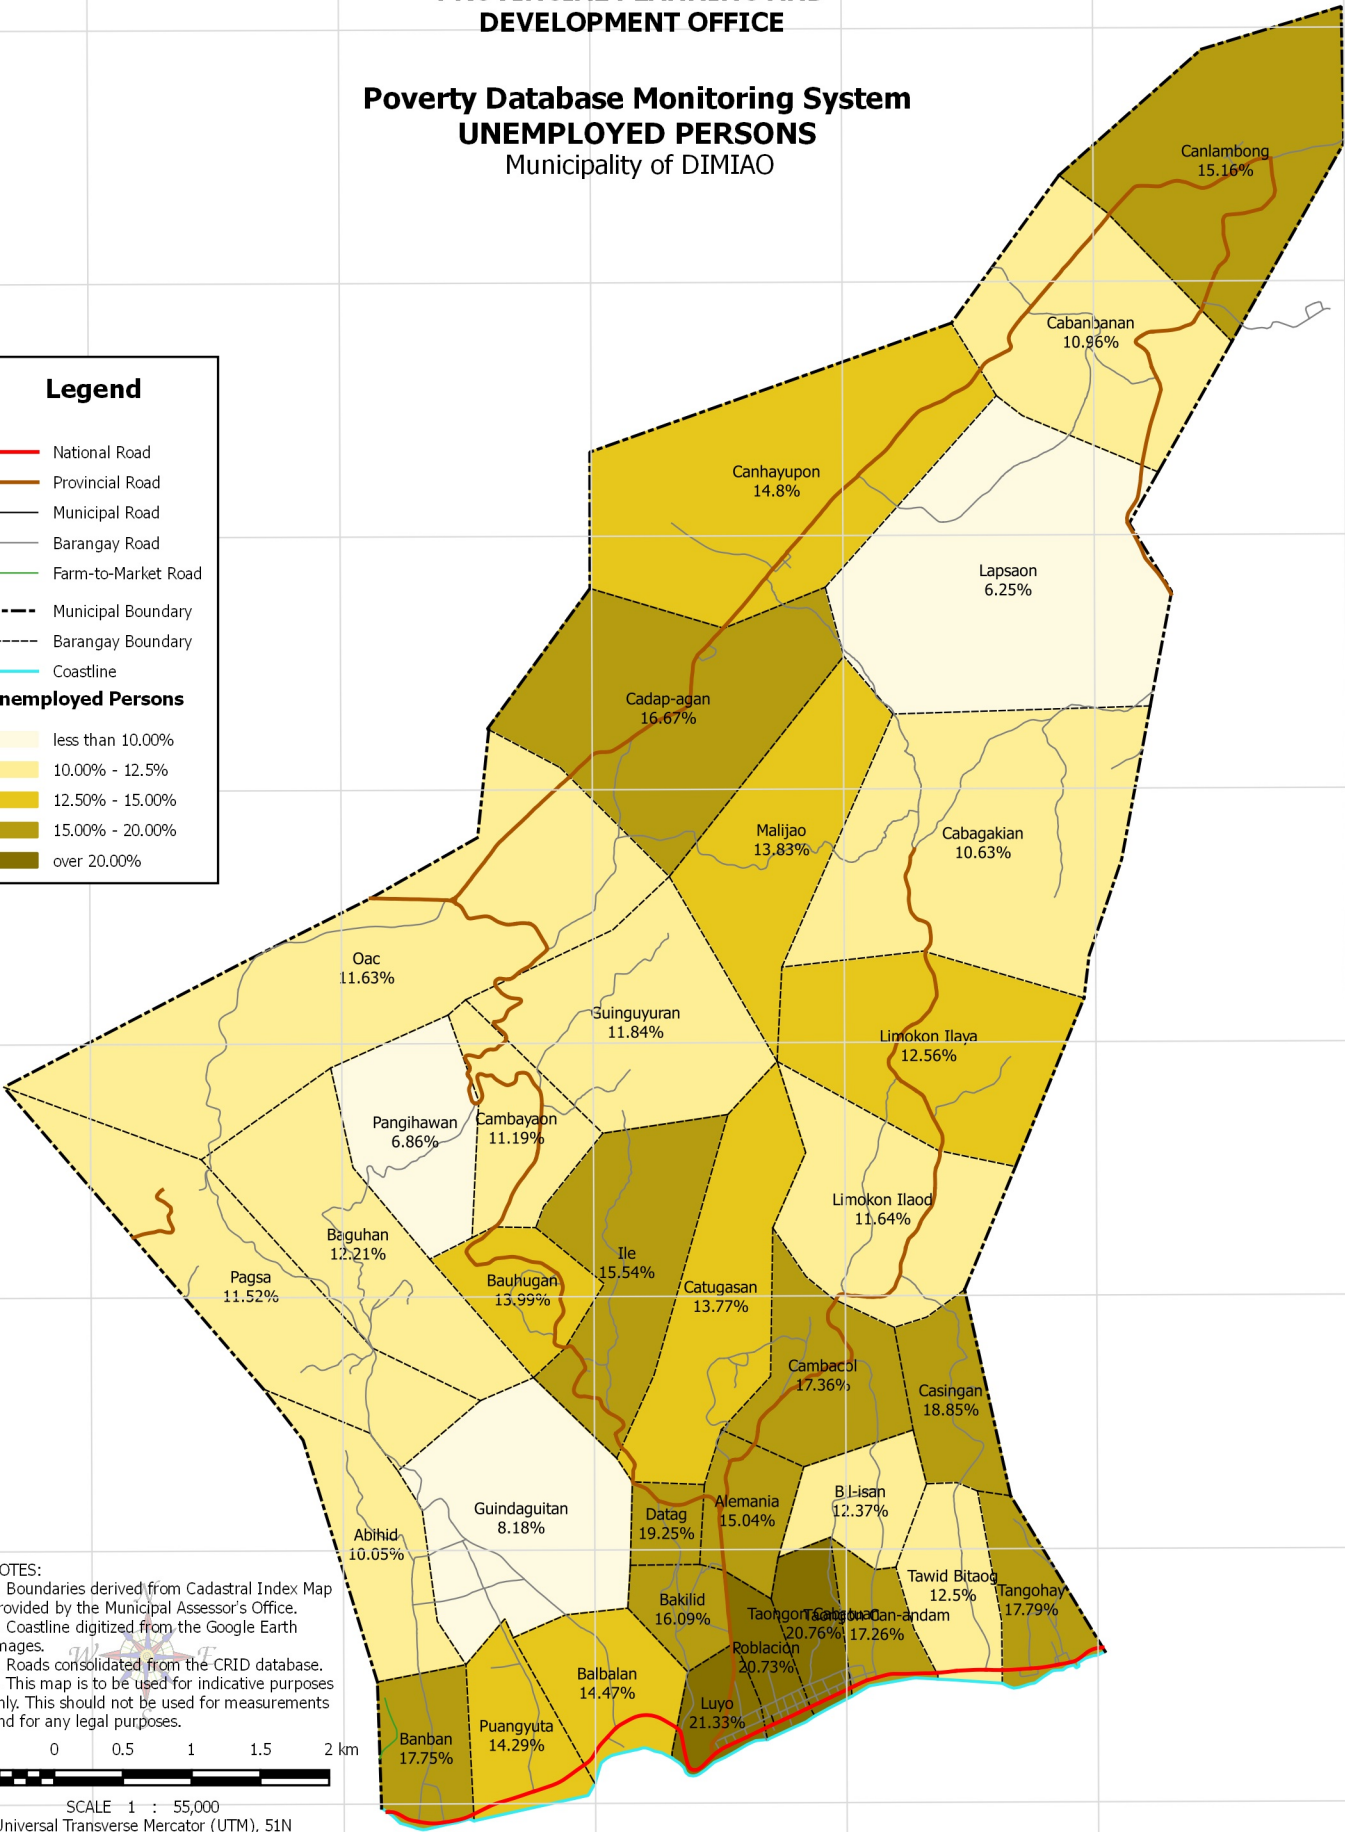 DEVELOPMENT OFFICE
Poverty Database Monitoring System
UNEMPLOYED PERSONS
Municipality of DIMIAO
Canlambong
15.16%
Cabanbanan
10.96%
Canhayupon
14.8%
Lapsaon
6.25%
Cadap-agan
16.67%
Malijao
13.83%
Cabagakian
10.63%
Oac
11.63%
Guinguyuran
11.84%
Limokon Ilaya
12.56%
Pangihawan
6.86%
Cambayaon
11.19%
Limokon Ilaod
11.64%
Baguhan
12.21%
Ile
15.54%
Pagsa
11.52%
Bauhugan
13.99%
Catugasan
13.77%
Cambacol
17.36%
Casingan
18.85%
Guindaguitan
8.18%
Datag
19.25%
Alemania
15.04%
Bil-isan
12.37%
Abihid
10.05%
Tawid Bitaog
12.5%
Tangohay
17.79%
Bakilid
16.09%
Taongon Cabatuan
20.76%
Taongon Can-andam
17.26%
Poblacion
20.73%
Balbalan
14.47%
Luyo
21.33%
Puangyuta
14.29%
Banban
17.75%
Legend
National Road
Provincial Road
Municipal Road
Barangay Road
Farm-to-Market Road
Municipal Boundary
Barangay Boundary
Coastline
nemployed Persons
less than 10.00%
10.00% - 12.5%
12.50% - 15.00%
15.00% - 20.00%
over 20.00%
OTES:
Boundaries derived from Cadastral Index Map
rovided by the Municipal Assessor's Office.
Coastline digitized from the Google Earth
mages.
Roads consolidated from the CRID database.
This map is to be used for indicative purposes
nly. This should not be used for measurements
nd for any legal purposes.
W E
S
0 0.5 1 1.5 2 km
SCALE 1 : 55,000
Universal Transverse Mercator (UTM), 51N